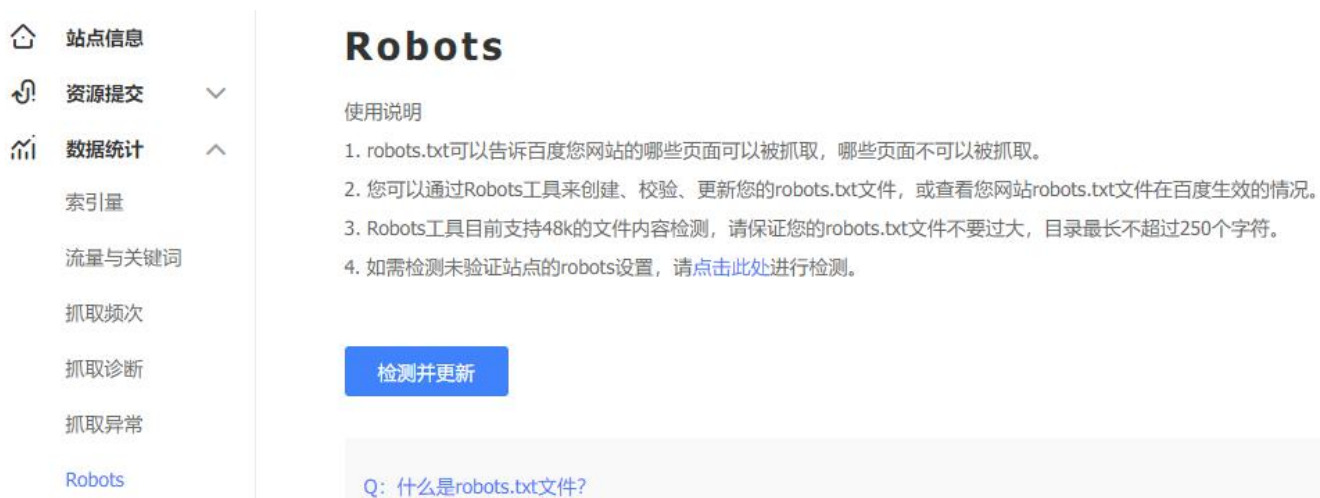 站点信息
资源提交
数据统计
索引量
流量与关键词
抓取频次
抓取诊断
抓取异常
Robots
Robots
使用说明
1. robots.txt可以告诉百度您网站的哪些页面可以被抓取，哪些页面不可以被抓取。
2. 您可以通过Robots工具来创建、校验、更新您的robots.txt文件，或查看您网站robots.txt文件在百度生效的情况。
3. Robots工具目前支持48k的文件内容检测，请保证您的robots.txt文件不要过大，目录最长不超过250个字符。
4. 如需检测未验证站点的robots设置，请点击此处进行检测。
检测并更新
Q：什么是robots.txt文件?